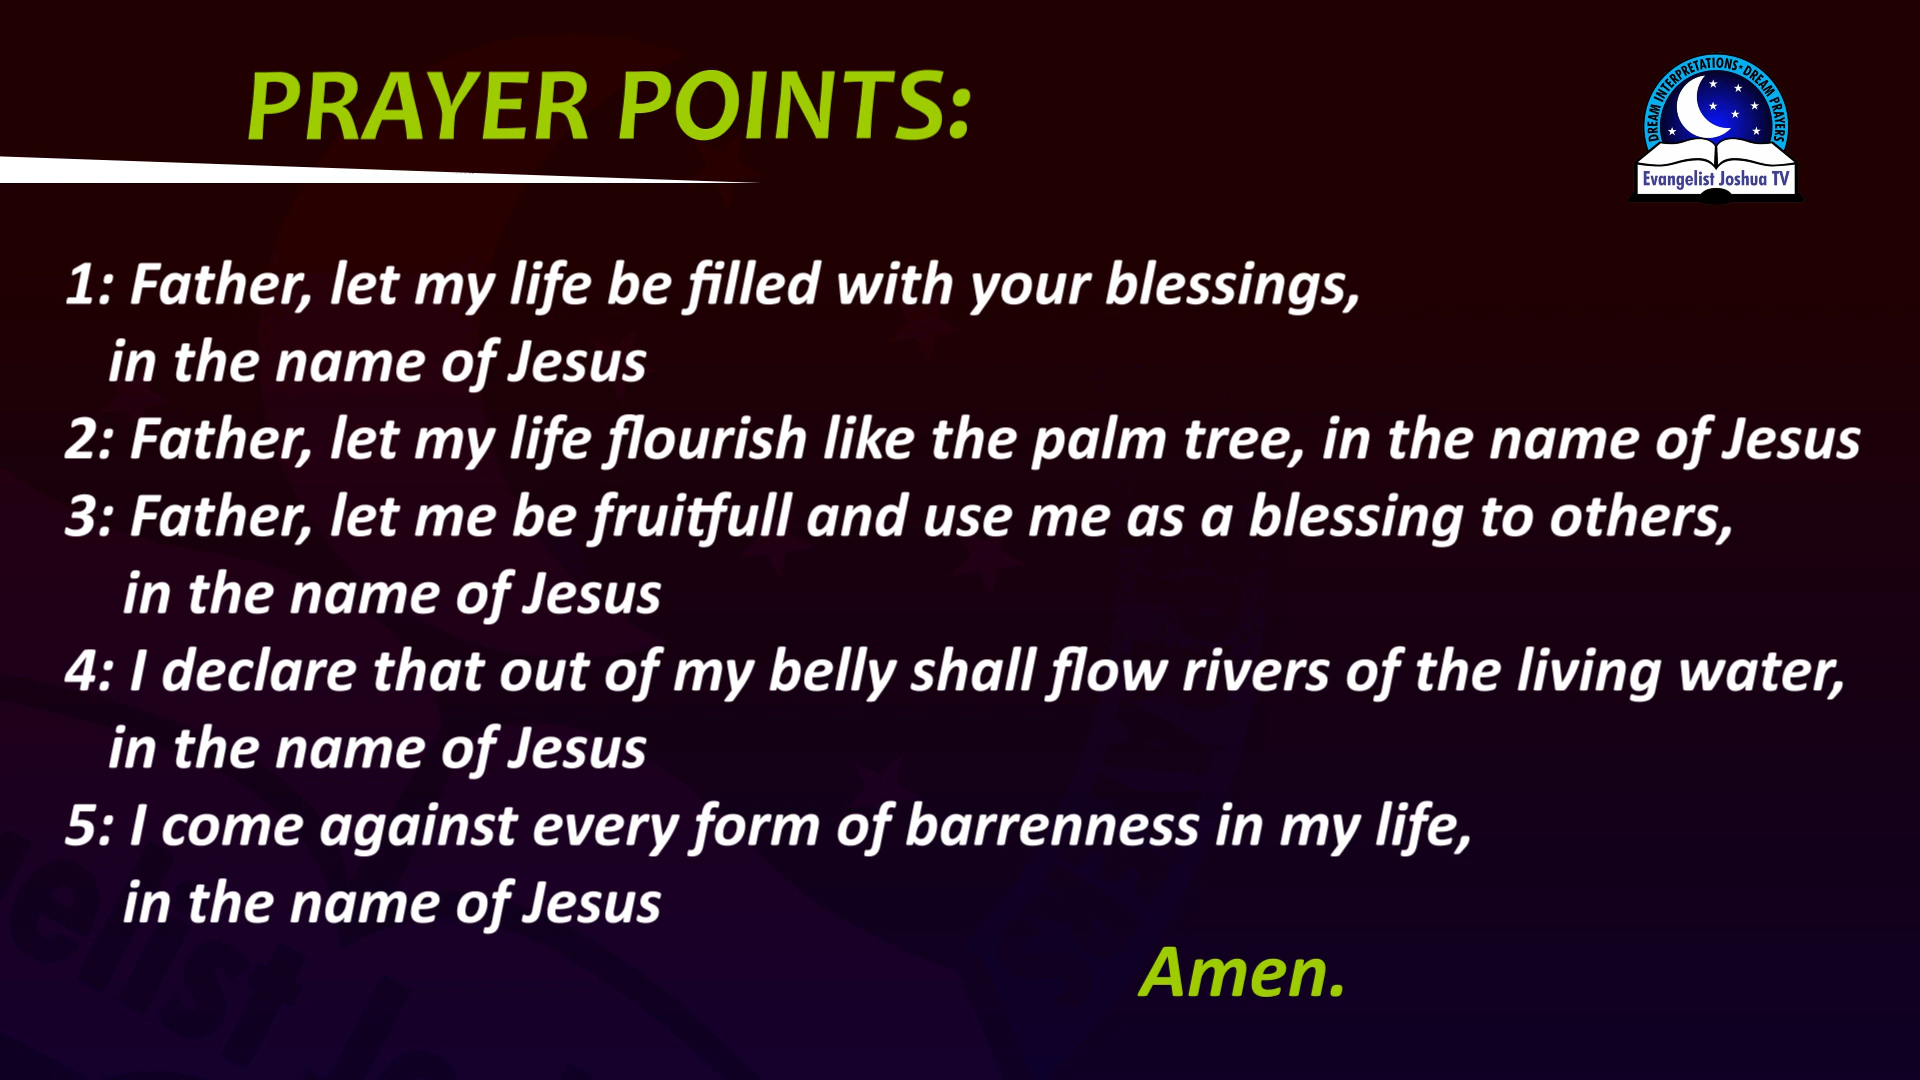 PRAYER POINTS:
DREAM INTERPRETATIONS • DREAM PRAYERS
Evangelist Joshua TV
1: Father, let my life be filled with your blessings,
in the name of Jesus
2: Father, let my life flourish like the palm tree, in the name of Jesus
3: Father, let me be fruitfull and use me as a blessing to others,
in the name of Jesus
4: I declare that out of my belly shall flow rivers of the living water,
in the name of Jesus
5: I come against every form of barrenness in my life,
in the name of Jesus
Amen.